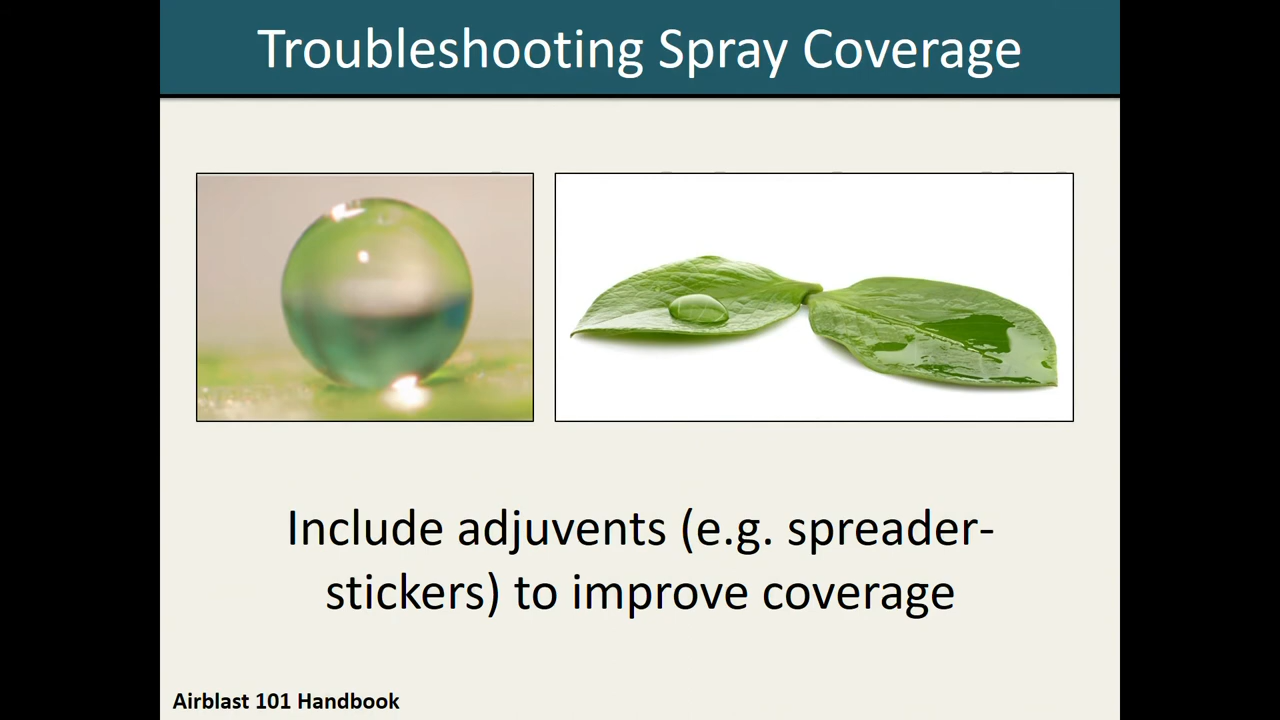 Troubleshooting Spray Coverage
Include adjuvents (e.g. spreader-
stickers) to improve coverage
Airblast 101 Handbook